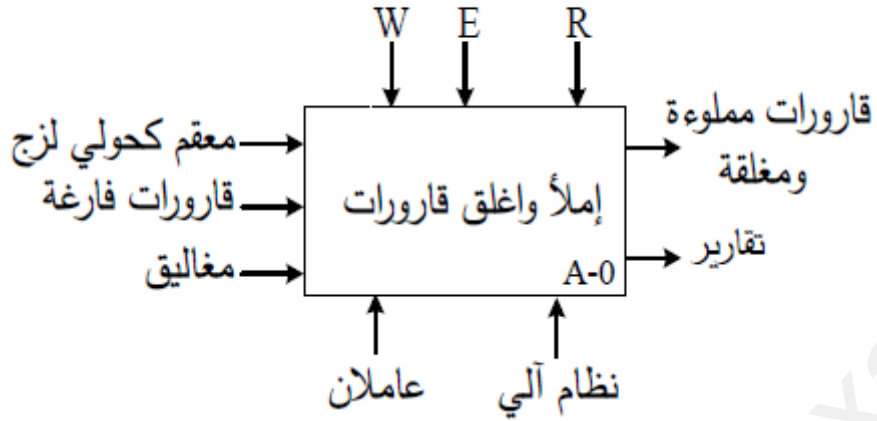 W E R
معقم كحولي لزج
قارورات فارغة
مغاليق
إملأ واغلق قارورات
A-0
قارورات مملوءة
ومغلقة
تقارير
عاملان
نظام آلي